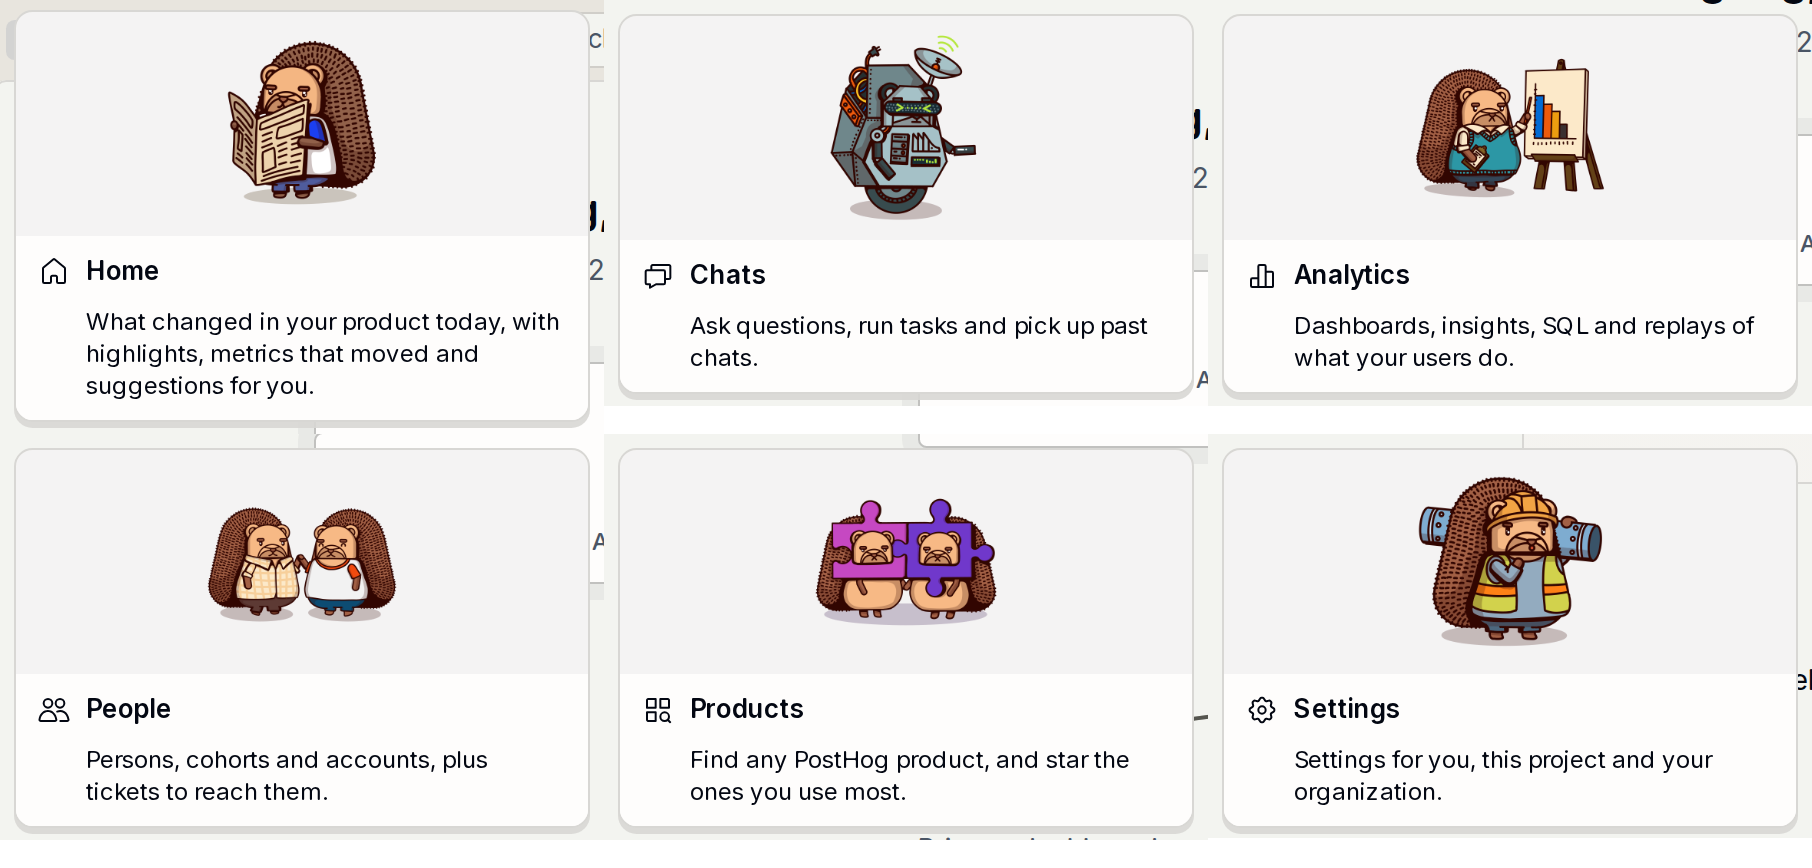 Home
What changed in your product today, with
highlights, metrics that moved and
suggestions for you.
Chats
Ask questions, run tasks and pick up past
chats.
Analytics
Dashboards, insights, SQL and replays of
what your users do.
People
Persons, cohorts and accounts, plus
tickets to reach them.
Products
Find any PostHog product, and star the
ones you use most.
Settings
Settings for you, this project and your
organization.